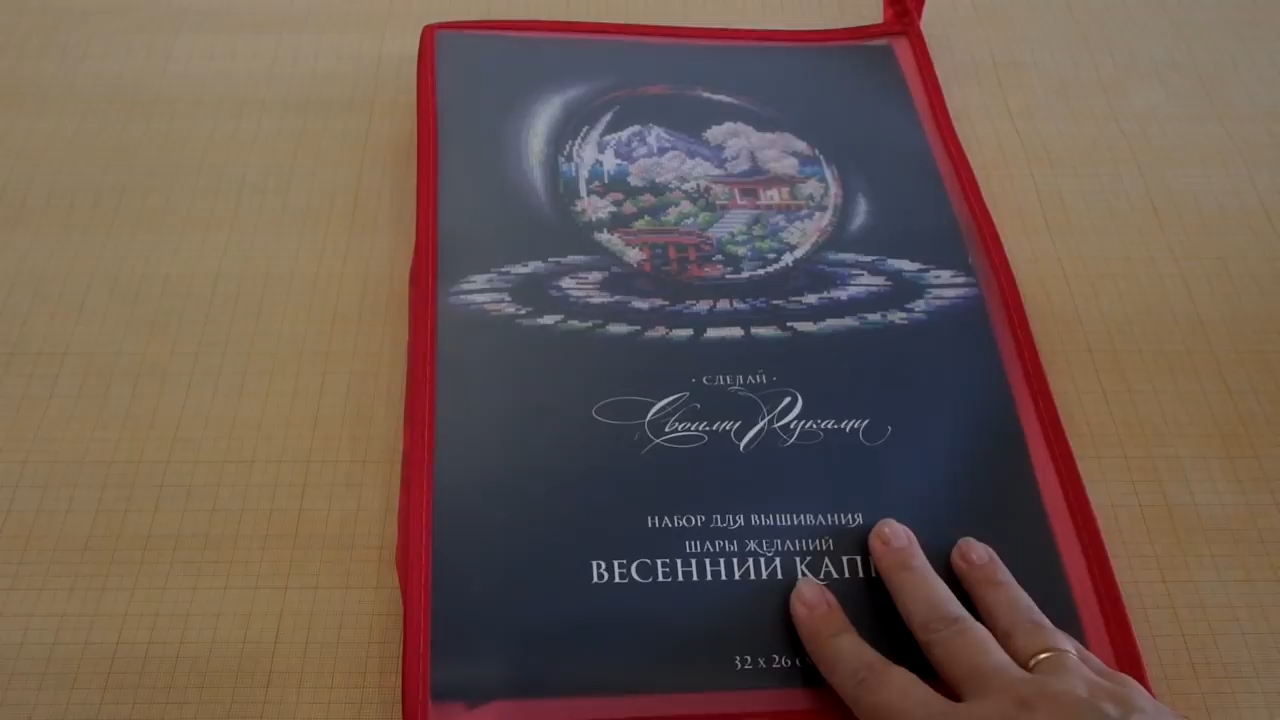 · СДЕЛАЙ ·
Своими Руками
НАБОР ДЛЯ ВЫШИВАНИЯ
ШАРЫ ЖЕЛАНИЙ
ВЕСЕННИЙ
32 x 26